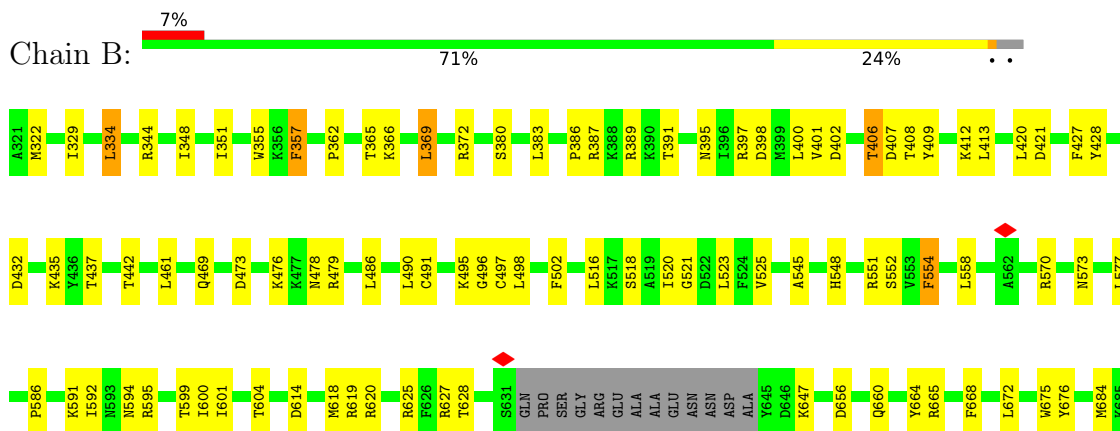 7%
Chain B:
71% 24% • •
A321 M322 I329 L334 R344 I348 I351 W355 K356 F357 P362 T365 K366 L369 R372 S380 L383 P386 R387 K388 R389 K390 T391 N395 I396 R397 D398 M399 L400 V401 D402 T406 D407 T408 Y409 K412 L413 L420 D421 F427 Y428
D432 K435 Y436 T437 T442 L461 Q469 D473 K476 K477 N478 R479 L486 L490 C491 K495 G496 C497 L498 F502 L516 K517 S518 A519 I520 G521 D522 L523 F524 V525 A545 H548 R551 S552 V553 F554 L558 A562 R570 N573 L577
P586 K591 I592 N593 N594 R595 T599 I600 I601 T604 D614 M618 R619 R620 R625 F626 R627 T628 S631 GLN PRO SER GLY ARG GLU ALA ALA GLU ASN ASN ASP ALA Y645 D646 K647 D656 Q660 Y664 R665 F668 L672 W675 Y676 M684 K685